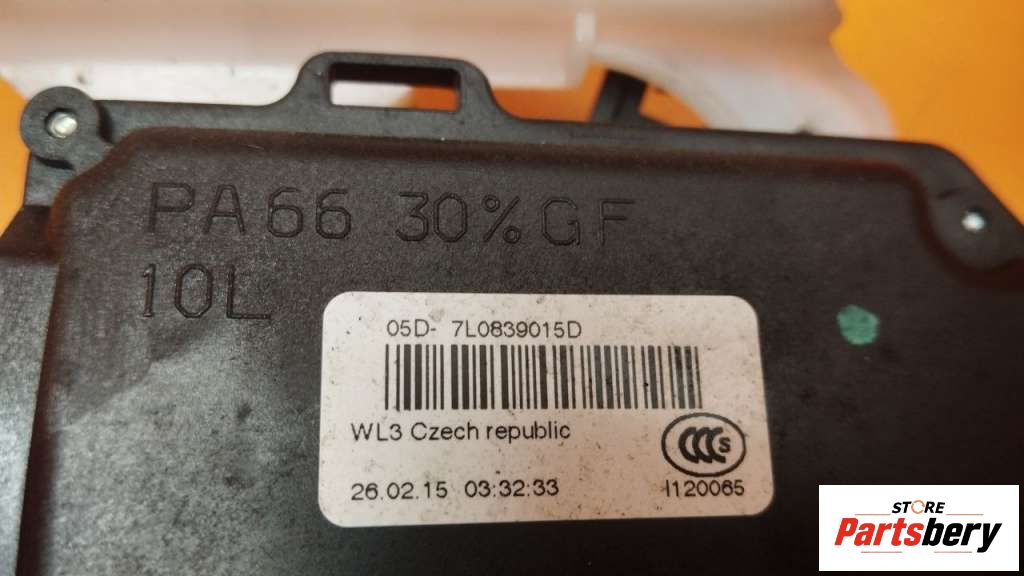 PA66 30%GF
10L
05D- 7L0839015D
WL3 Czech republic
CCC S
26.02.15 03:32:33
I120065
STORE
Partsbery